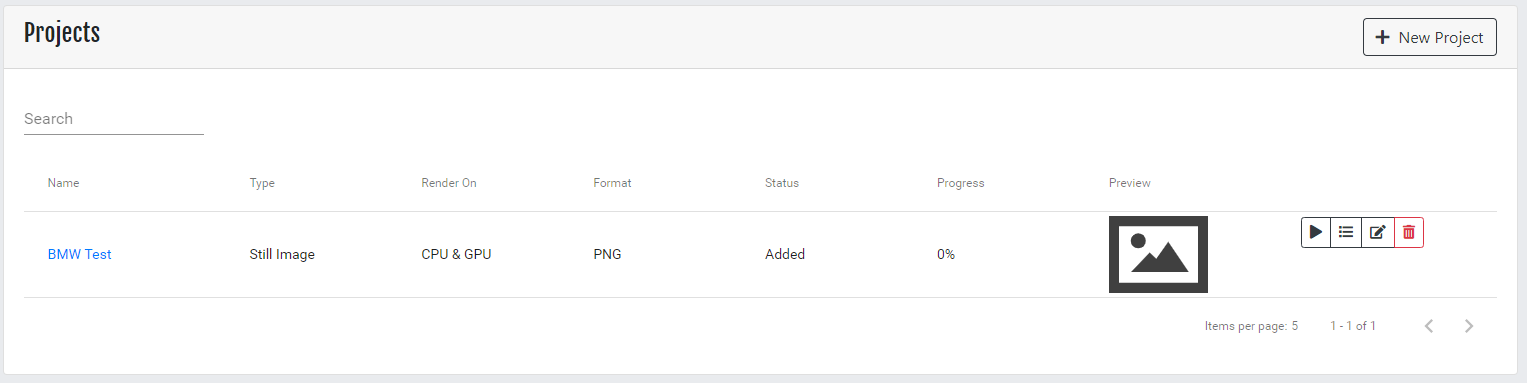 Projects
New Project
Search
Name Type Render On Format Status Progress Preview
BMW Test Still Image CPU & GPU PNG Added 0%
Items per page: 5 1 - 1 of 1